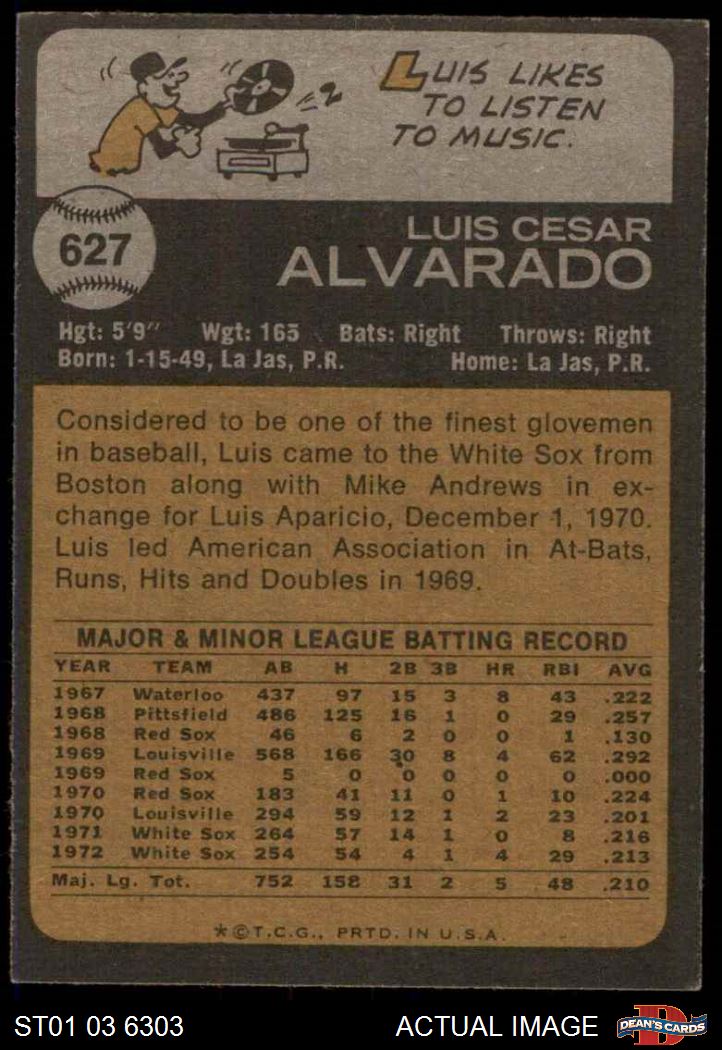 LUIS LIKES
TO LISTEN
TO MUSIC.
627
LUIS CESAR
ALVARADO
Hgt: 5'9" Wgt: 165 Bats: Right Throws: Right
Born: 1-15-49, La Jas, P.R. Home: La Jas, P.R.
Considered to be one of the finest glovemen
in baseball, Luis came to the White Sox from
Boston along with Mike Andrews in ex-
change for Luis Aparicio, December 1, 1970.
Luis led American Association in At-Bats,
Runs, Hits and Doubles in 1969.
MAJOR & MINOR LEAGUE BATTING RECORD
YEAR TEAM AB H 2B 3B HR RBI AVG
1967 Waterloo 437 97 15 3 8 43 .222
1968 Pittsfield 486 125 16 1 0 29 .257
1968 Red Sox 46 6 2 0 0 1 .130
1969 Louisville 568 166 30 8 4 62 .292
1969 Red Sox 5 0 0 0 0 0 .000
1970 Red Sox 183 41 11 0 1 10 .224
1970 Louisville 294 59 12 1 2 23 .201
1971 White Sox 264 57 14 1 0 8 .216
1972 White Sox 254 54 4 1 4 29 .213
Maj. Lg. Tot. 752 158 31 2 5 48 .210
*©T.C.G., PRTD. IN U.S.A.
ST01 03 6303 ACTUAL IMAGE DEAN'S CARDS